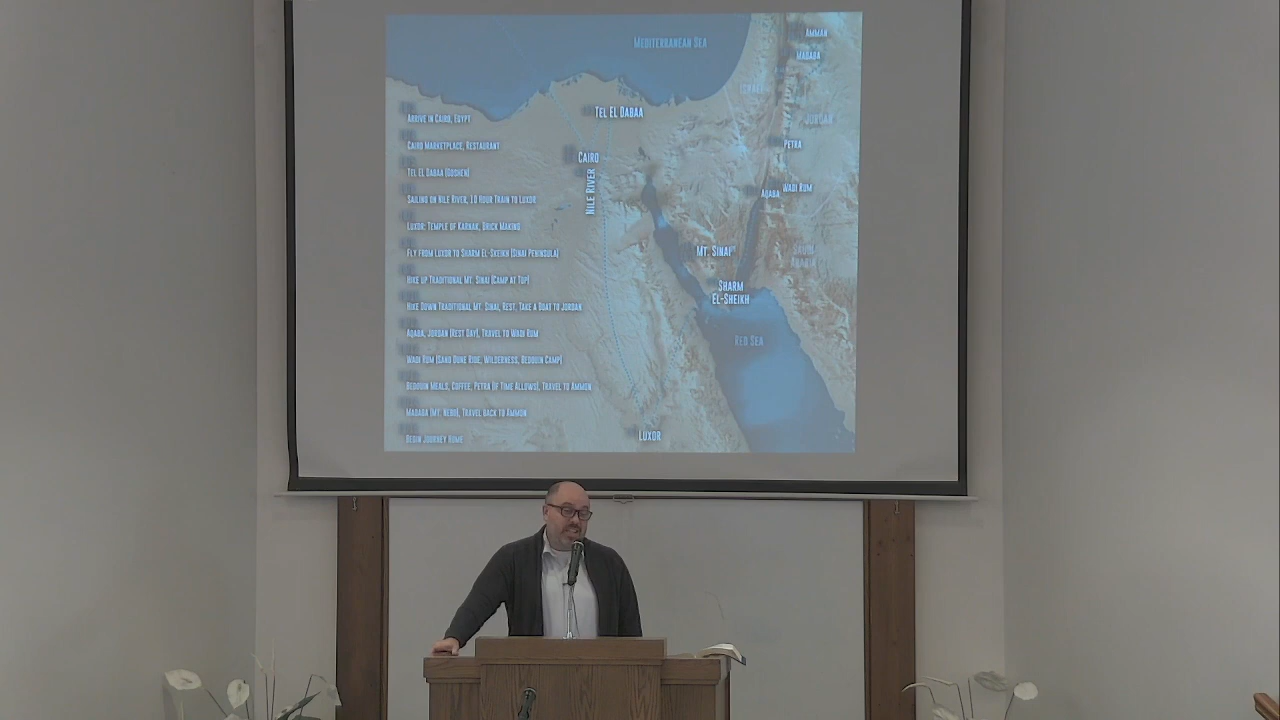 Mediterranean Sea
Amman
Madaba
Israel
Tel El Dabaa
Jordan
Arrive in Cairo, Egypt
Cairo Marketplace, Restaurant
Petra
Cairo
Tel El Dabaa (Goshen)
Nile River
Wadi Rum
Aqaba
Sailing on Nile River, 10 Hour Train to Luxor
Luxor: Temple of Karnak, Brick Making
Fly from Luxor to Sharm El-Skeikh (Sinai Peninsula)
Mt. Sinai
Saudi
Arabia
Hike up Traditional Mt. Sinai (Camp at Top)
Sharm
El-Sheikh
Hike Down Traditional Mt. Sinai, Rest, Take a Boat to Jordan
Aqaba, Jordan (Rest Day), Travel to Wadi Rum
Red Sea
Wadi Rum (Sand Dune Ride, Wilderness, Bedouin Camp)
Bedouin Meals, Coffee, Petra (If Time Allows), Travel to Ammon
Madaba (Mt. Nebo), Travel back to Ammon
Luxor
Begin Journey Home